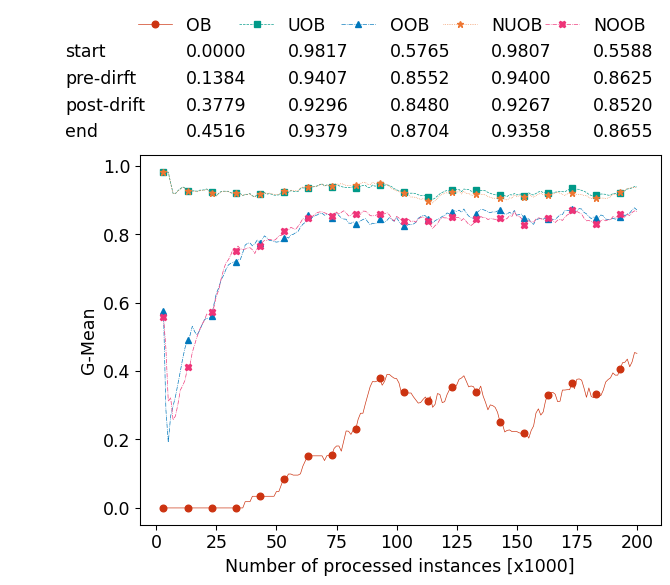 OB UOB OOB NUOB NOOB
start 0.0000 0.9817 0.5765 0.9807 0.5588
pre-dirft 0.1384 0.9407 0.8552 0.9400 0.8625
post-drift 0.3779 0.9296 0.8480 0.9267 0.8520
end 0.4516 0.9379 0.8704 0.9358 0.8655
1.0
0.8
0.6
0.4
0.2
0.0
G-Mean
0 25 50 75 100 125 150 175 200
Number of processed instances [x1000]